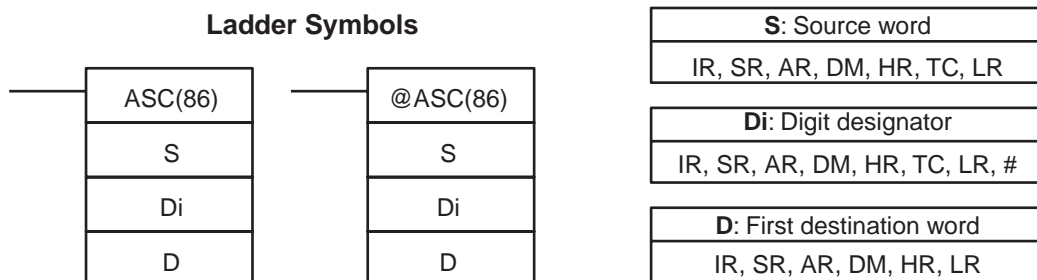 Ladder Symbols
ASC(86)
S
Di
D
@ASC(86)
S
Di
D
S: Source word
IR, SR, AR, DM, HR, TC, LR
Di: Digit designator
IR, SR, AR, DM, HR, TC, LR, #
D: First destination word
IR, SR, AR, DM, HR, LR